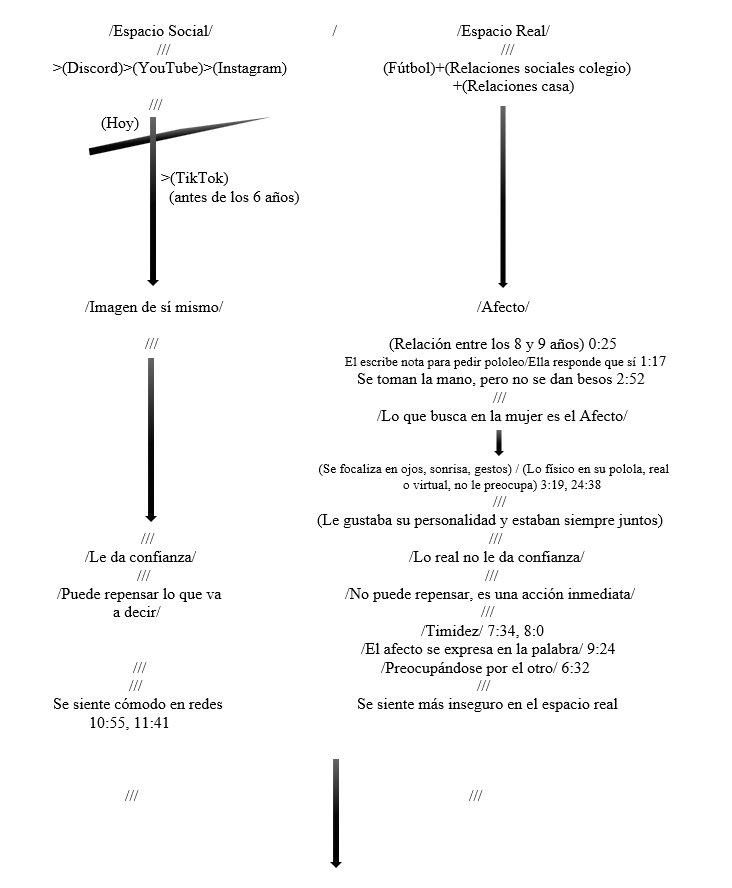 /Espacio Social/ / /Espacio Real/
/// ///
>(Discord)>(YouTube)>(Instagram) (Fútbol)+(Relaciones sociales colegio)
+(Relaciones casa)
///
(Hoy)
>(TikTok)
(antes de los 6 años)
/Imagen de sí mismo/ /Afecto/
/// (Relación entre los 8 y 9 años) 0:25
El escribe nota para pedir pololeo/Ella responde que sí 1:17
Se toman la mano, pero no se dan besos 2:52
///
/Lo que busca en la mujer es el Afecto/
(Se focaliza en ojos, sonrisa, gestos) / (Lo físico en su polola, real
o virtual, no le preocupa) 3:19, 24:38
///
(Le gustaba su personalidad y estaban siempre juntos)
/// ///
/Le da confianza/ /Lo real no le da confianza/
/// ///
/Puede repensar lo que va /No puede repensar, es una acción inmediata/
a decir/ ///
/Timidez/ 7:34, 8:0
/El afecto se expresa en la palabra/ 9:24
/// /Preocupándose por el otro/ 6:32
/// ///
Se siente cómodo en redes Se siente más inseguro en el espacio real
10:55, 11:41
/// ///